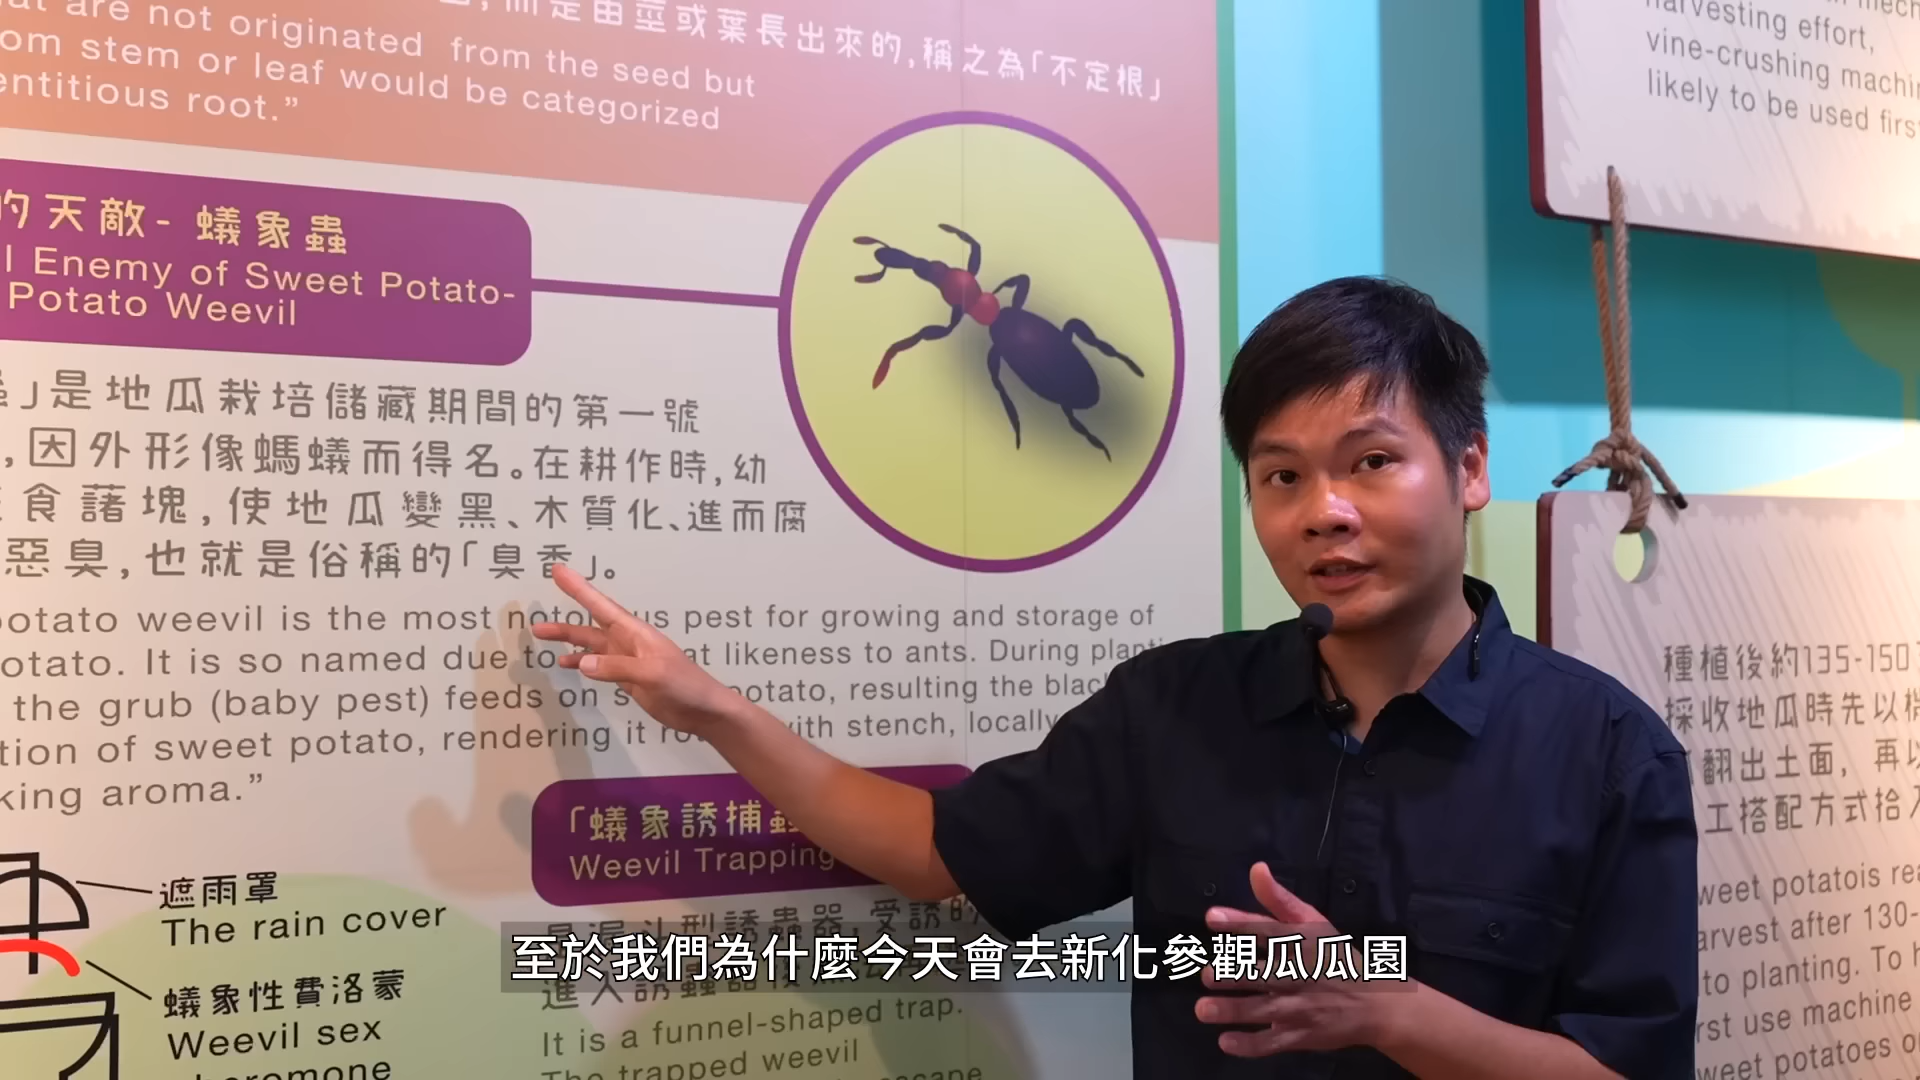 而是由莖或葉長出來的,稱之為「不定根」
at are not originated from the seed but
om stem or leaf would be categorized
entitious root.”
的天敵-蟻象蟲
l Enemy of Sweet Potato-
Potato Weevil
」是地瓜栽培儲藏期間的第一號
,因外形像螞蟻而得名。在耕作時,幼
食藷塊,使地瓜變黑、木質化、進而腐
惡臭,也就是俗稱的「臭香」。
otato weevil is the most
us pest for growing and storage of
otato. It is so named due to
at likeness to ants. During planti
the grub (baby pest) feeds on
otato, resulting the blac
tion of sweet potato, rendering it
with stench, locally
king aroma.”
「蟻象誘捕
Weevil Trapping
遮雨罩
The rain cover
蟻象性費洛蒙
Weevil sex
It is a funnel-shaped trap.
The trapped weevil
escape
harvesting effort,
vine-crushing machin
likely to be used firs
種植後約135-150
採收地瓜時先以
翻出土面,再以
工搭配方式拾
weet potatois rea
arvest after 130-
to planting. To h
rst use machine
weet potatoes o
至於我們為什麼今天會去新化參觀瓜瓜園